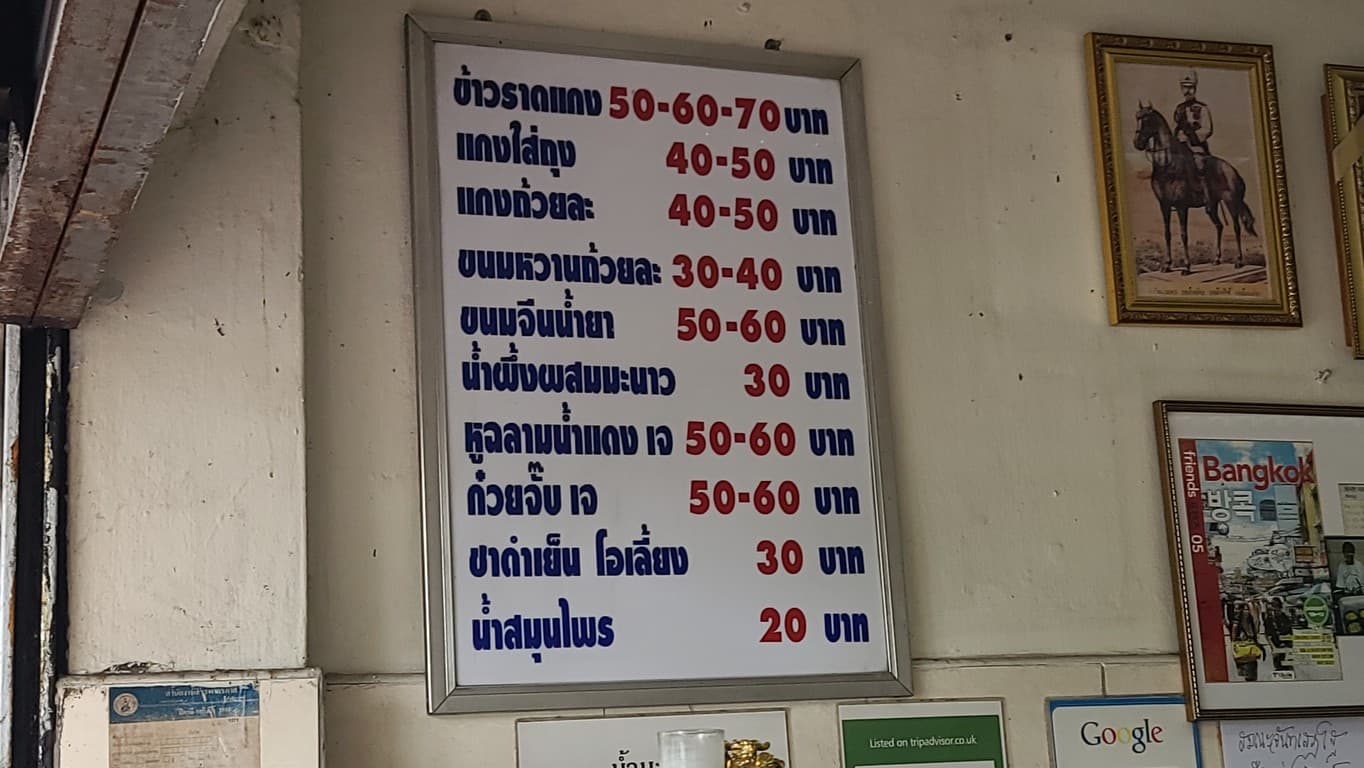 ข้าวราดแกง 50-60-70 บาท
แกงใส่ถุง 40-50 บาท
แกงถ้วยละ 40-50 บาท
ขนมหวานถ้วยละ 30-40 บาท
ขนมจีนน้ำยา 50-60 บาท
น้ำผึ้งผสมมะนาว 30 บาท
หูฉลามน้ำแดง เจ 50-60 บาท
ก๋วยจั๊บ เจ 50-60 บาท
ชาดำเย็น โอเลี้ยง 30 บาท
น้ำสมุนไพร 20 บาท
friends
05
Bangkok
방콕
Listed on tripadvisor.co.uk
Google